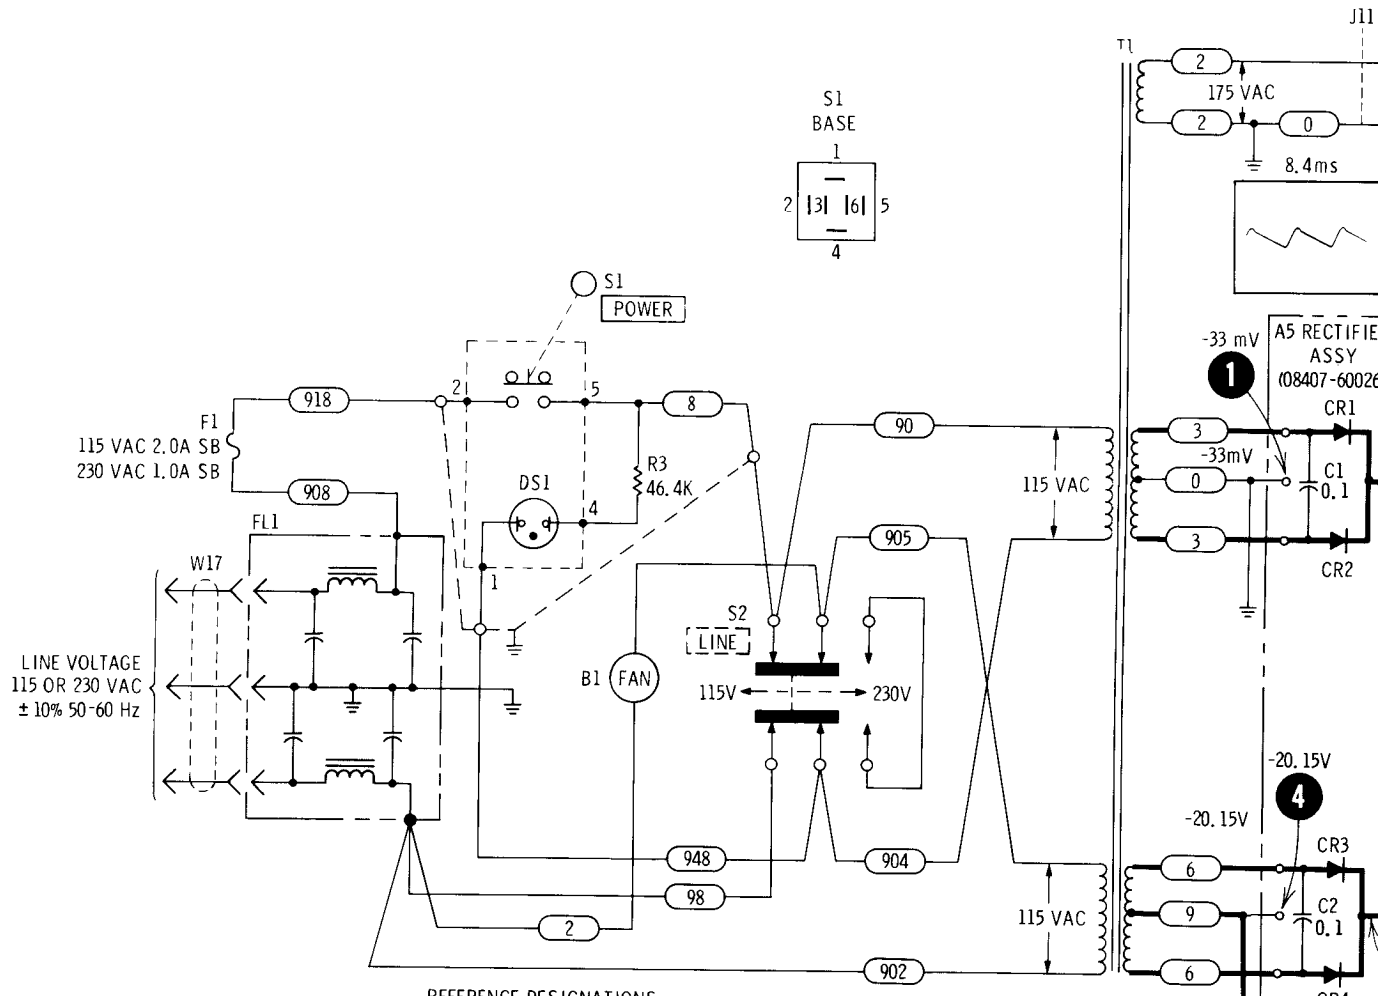 J11
T1
2
175 VAC
2
0
8.4ms
S1
BASE
1
2 3 6 5
4
S1
POWER
A5 RECTIFIE
ASSY
(08407-60026
-33 mV
1
CR1
2
5
918
8
90
3
F1
115 VAC 2.0A SB
230 VAC 1.0A SB
R3
46.4K
-33mV
C1
0.1
115 VAC
0
908
DS1
4
FL1
905
3
CR2
W17
1
S2
LINE
LINE VOLTAGE
115 OR 230 VAC
± 10% 50-60 Hz
B1 FAN
115V
230V
-20.15V
4
-20.15V
CR3
948
904
6
98
115 VAC
9
C2
0.1
2
902
6